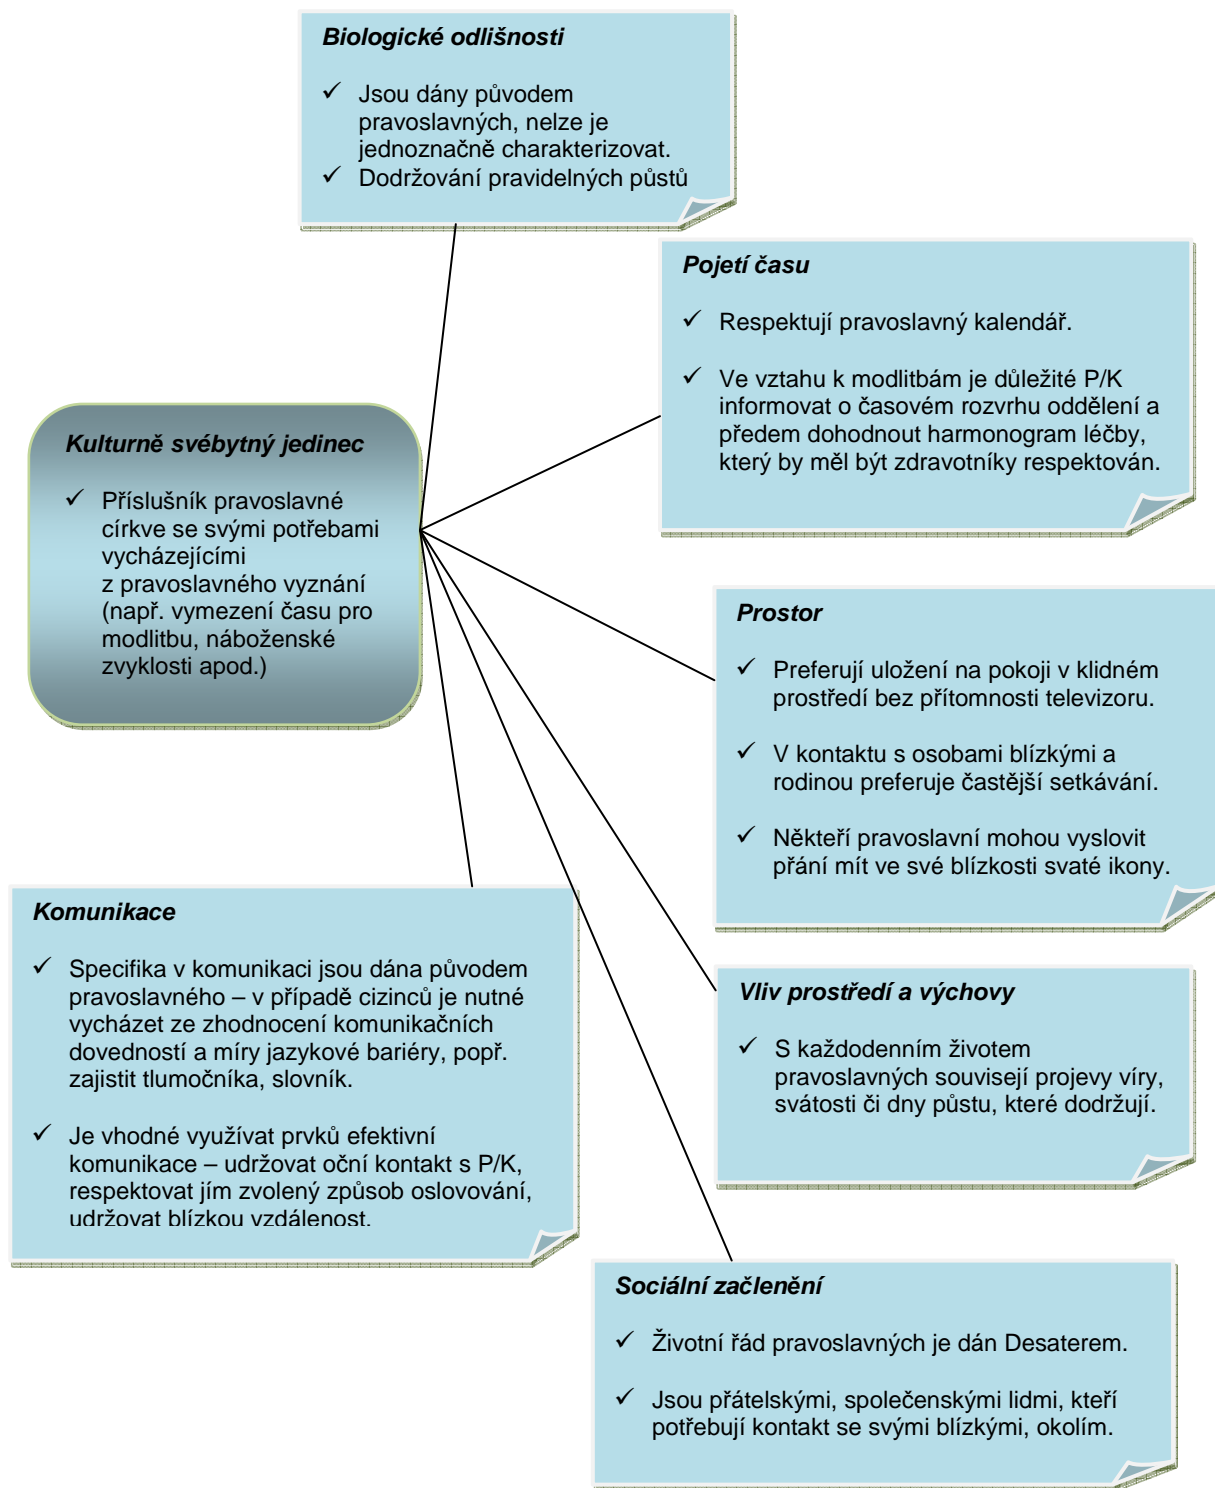 Biologické odlišnosti
✓ Jsou dány původem
pravoslavných, nelze je
jednoznačně charakterizovat.
✓ Dodržování pravidelných půstů
Pojetí času
✓ Respektují pravoslavný kalendář.
✓ Ve vztahu k modlitbám je důležité P/K
informovat o časovém rozvrhu oddělení a
předem dohodnout harmonogram léčby,
který by měl být zdravotníky respektován.
Kulturně svébytný jedinec
✓ Příslušník pravoslavné
církve se svými potřebami
vycházejícími
z pravoslavného vyznání
(např. vymezení času pro
modlitbu, náboženské
zvyklosti apod.)
Prostor
✓ Preferují uložení na pokoji v klidném
prostředí bez přítomnosti televizoru.
✓ V kontaktu s osobami blízkými a
rodinou preferuje častější setkávání.
✓ Někteří pravoslavní mohou vyslovit
přání mít ve své blízkosti svaté ikony.
Komunikace
✓ Specifika v komunikaci jsou dána původem
pravoslavného – v případě cizinců je nutné
vycházet ze zhodnocení komunikačních
dovedností a míry jazykové bariéry, popř.
zajistit tlumočníka, slovník.
✓ Je vhodné využívat prvků efektivní
komunikace – udržovat oční kontakt s P/K,
respektovat jím zvolený způsob oslovování,
udržovat blízkou vzdálenost.
Vliv prostředí a výchovy
✓ S každodenním životem
pravoslavných souvisejí projevy víry,
svátosti či dny půstu, které dodržují.
Sociální začlenění
✓ Životní řád pravoslavných je dán Desaterem.
✓ Jsou přátelskými, společenskými lidmi, kteří
potřebují kontakt se svými blízkými, okolím.